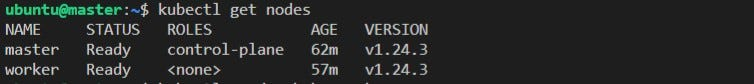 ubuntu@master:~$ kubectl get nodes
NAME STATUS ROLES AGE VERSION
master Ready control-plane 62m v1.24.3
worker Ready <none> 57m v1.24.3